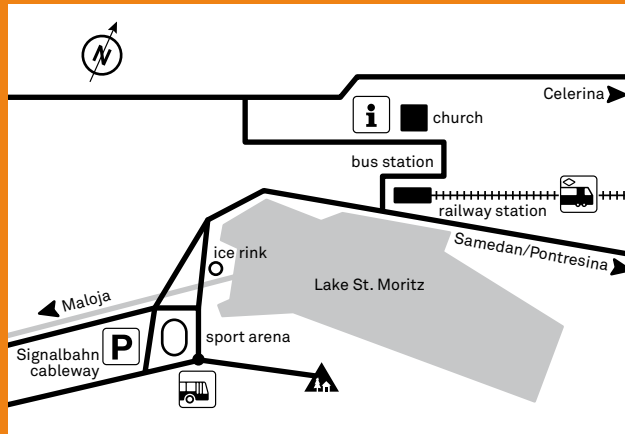 N
Celerina
i
church
bus station
railway station
Samedan/Pontresina
ice rink
Lake St. Moritz
Maloja
sport arena
P
Signalbahn
cableway